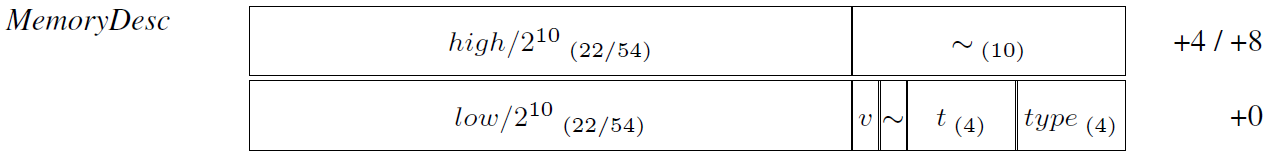 MemoryDesc high/2^10 (22/54) ~ (10) +4 / +8
low/2^10 (22/54) v ~ t (4) type (4) +0